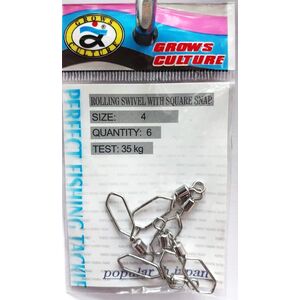 GROWS
CULTURE
GROWS
CULTURE
ROLLING SWIVEL WITH SQUARE SNAP
SIZE: 4
QUANTITY: 6
TEST: 35 kg
PERFECT FISHING TACKLE
popular in japan